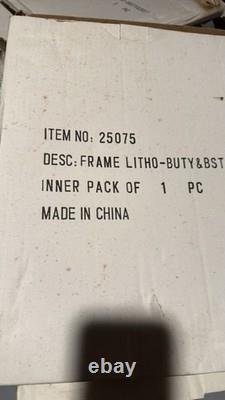 ITEM NO: 25075
DESC: FRAME LITHO-BUTY&BST
INNER PACK OF 1 PC
MADE IN CHINA
ebay